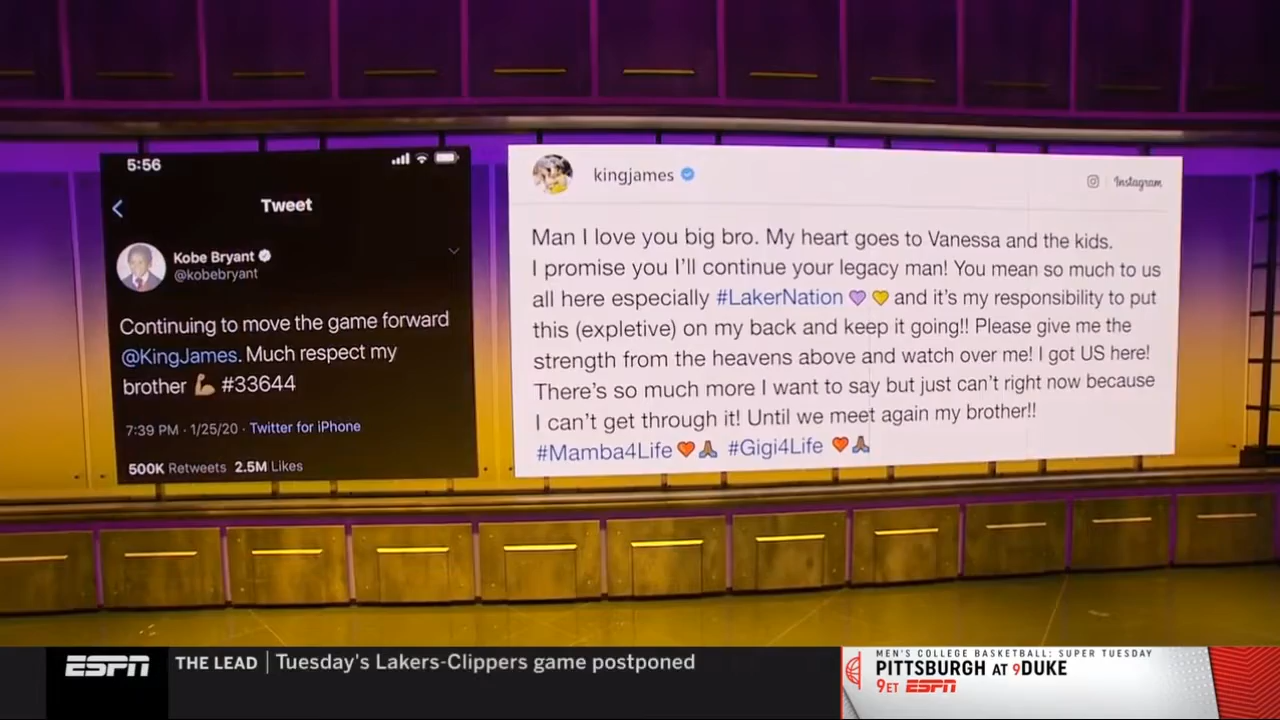 5:56
Tweet
Kobe Bryant
@kobebryant
Continuing to move the game forward
@KingJames. Much respect my
brother 💪🏾 #33644
7:39 PM · 1/25/20 · Twitter for iPhone
500K Retweets 2.5M Likes
kingjames
Instagram
Man I love you big bro. My heart goes to Vanessa and the kids.
I promise you I'll continue your legacy man! You mean so much to us
all here especially #LakerNation 💜 💛 and it's my responsibility to put
this (expletive) on my back and keep it going!! Please give me the
strength from the heavens above and watch over me! I got US here!
There's so much more I want to say but just can't right now because
I can't get through it! Until we meet again my brother!!
#Mamba4Life ❤️🙏🏾 #Gigi4Life ❤️🙏🏾
ESPN
THE LEAD | Tuesday's Lakers-Clippers game postponed
MEN'S COLLEGE BASKETBALL: SUPER TUESDAY
PITTSBURGH AT 9DUKE
9ET ESPN